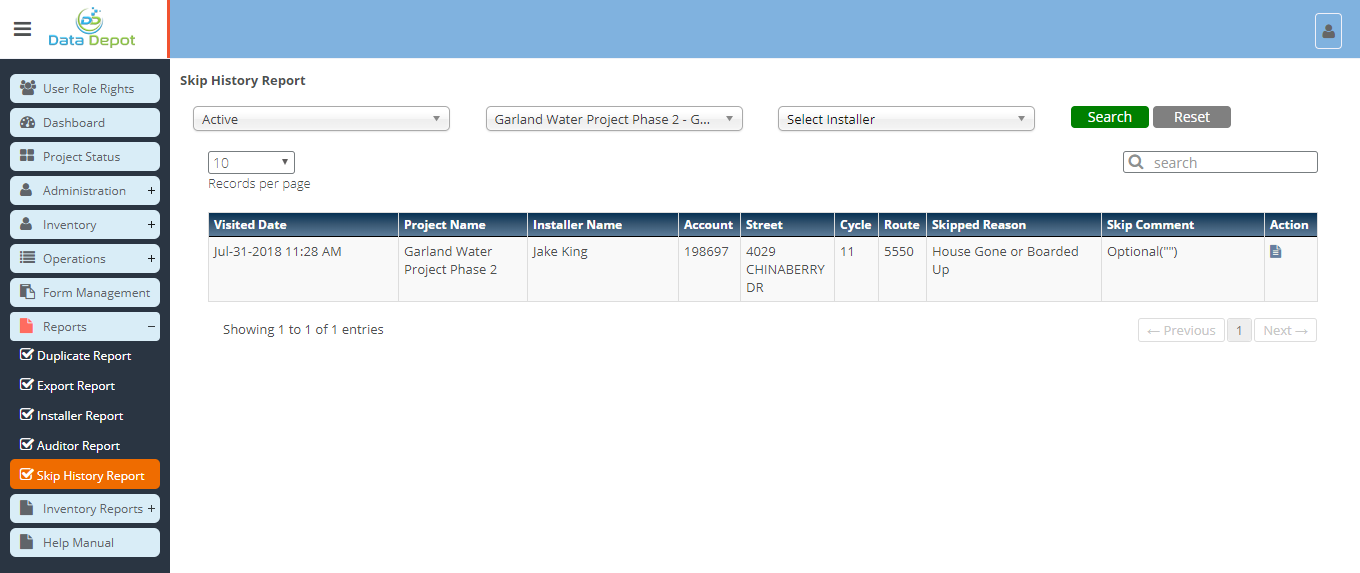 Data Depot
User Role Rights
Dashboard
Project Status
Administration +
Inventory +
Operations +
Form Management
Reports −
Duplicate Report
Export Report
Installer Report
Auditor Report
Skip History Report
Inventory Reports +
Help Manual
Skip History Report
Active
Garland Water Project Phase 2 - G...
Select Installer
Search
Reset
10
Records per page
search
Visited Date Project Name Installer Name Account Street Cycle Route Skipped Reason Skip Comment Action
Jul-31-2018 11:28 AM Garland Water Jake King 198697 4029 11 5550 House Gone or Boarded Optional("")
Project Phase 2 CHINABERRY Up
DR
Showing 1 to 1 of 1 entries
← Previous 1 Next →